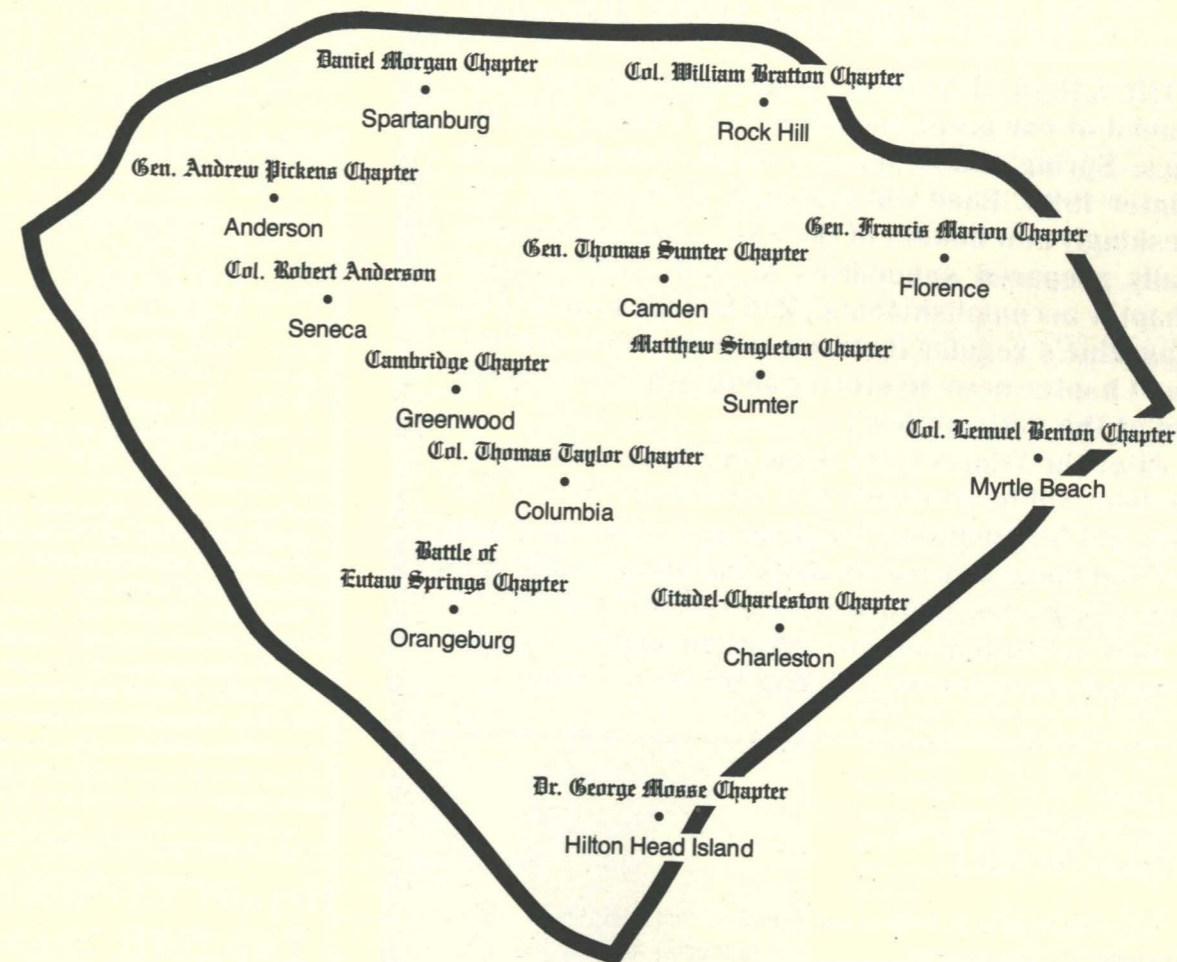 Daniel Morgan Chapter
Spartanburg
Col. William Bratton Chapter
Rock Hill
Gen. Andrew Pickens Chapter
Anderson
Gen. Francis Marion Chapter
Florence
Gen. Thomas Sumter Chapter
Camden
Col. Robert Anderson
Seneca
Matthew Singleton Chapter
Sumter
Cambridge Chapter
Greenwood
Col. Lemuel Benton Chapter
Myrtle Beach
Col. Thomas Taylor Chapter
Columbia
Battle of
Eutaw Springs Chapter
Orangeburg
Citadel-Charleston Chapter
Charleston
Dr. George Mosse Chapter
Hilton Head Island